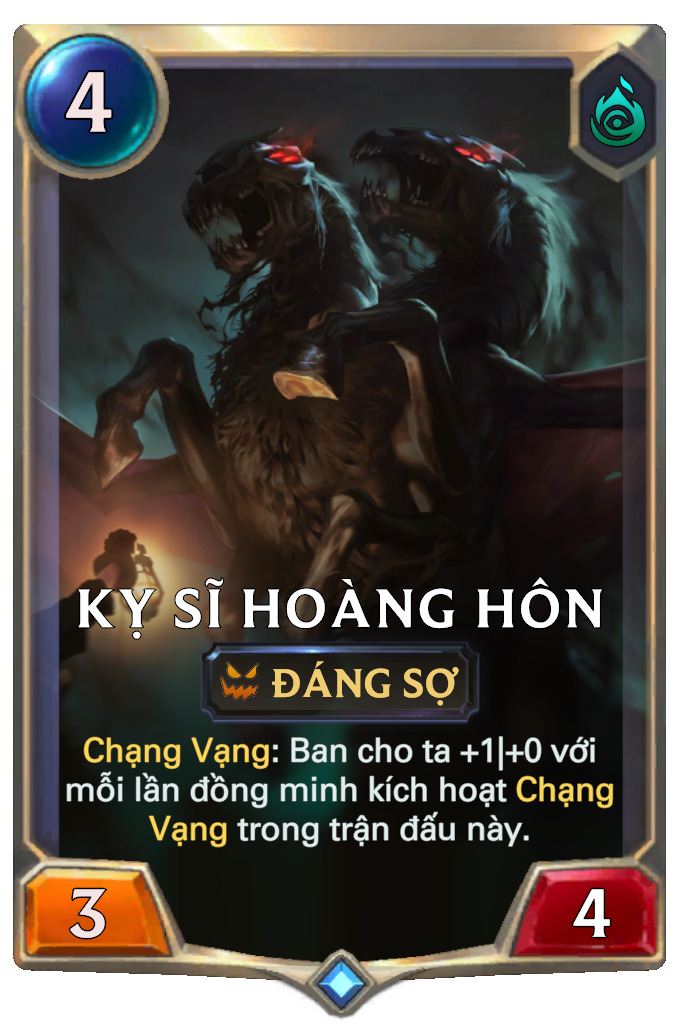 4
KỴ SĨ HOÀNG HÔN
ĐÁNG SỢ
Chạng Vạng: Ban cho ta +1|+0 với
mỗi lần đồng minh kích hoạt Chạng
Vạng trong trận đấu này.
3
4